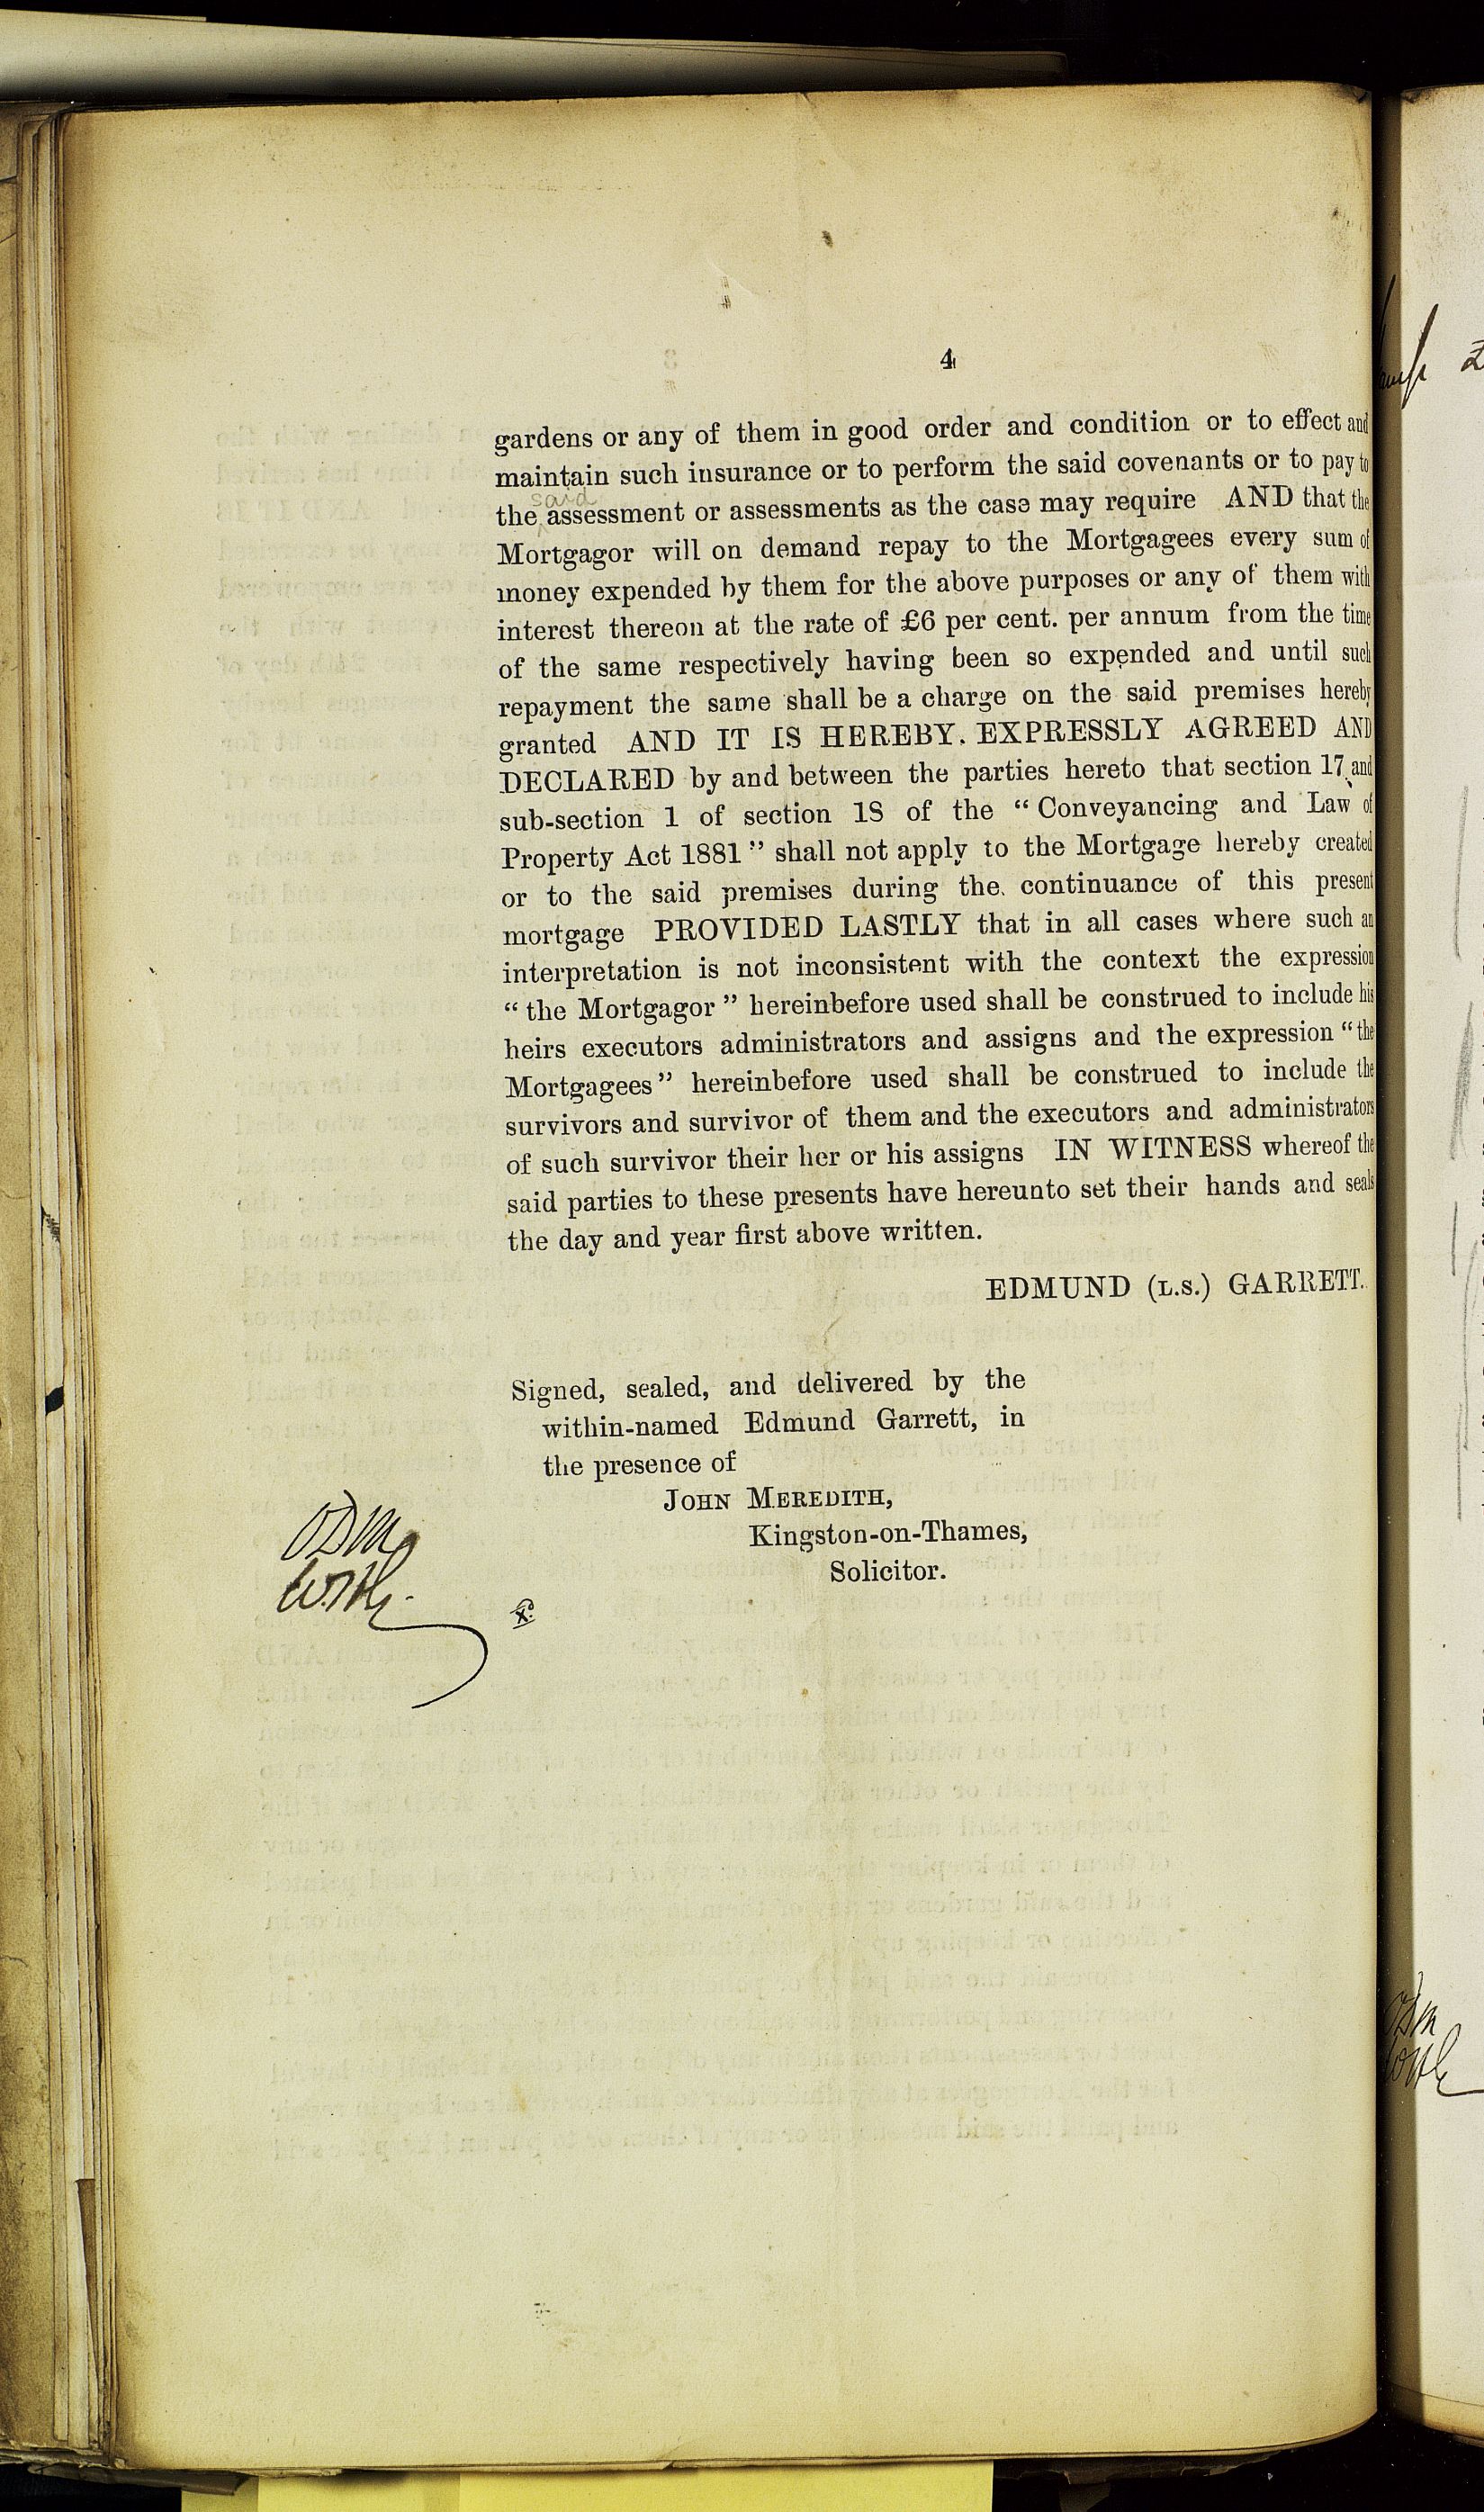 4
gardens or any of them in good order and condition or to effect and
maintain such insurance or to perform the said covenants or to pay to
said
the assessment or assessments as the case may require AND that the
Mortgagor will on demand repay to the Mortgagees every sum of
money expended by them for the above purposes or any of them with
interest thereon at the rate of £6 per cent. per annum from the time
of the same respectively having been so expended and until such
repayment the same shall be a charge on the said premises hereby
granted AND IT IS HEREBY. EXPRESSLY AGREED AND
DECLARED by and between the parties hereto that section 17 and
sub-section 1 of section 18 of the “Conveyancing and Law of
Property Act 1881” shall not apply to the Mortgage hereby created
or to the said premises during the continuance of this present
mortgage PROVIDED LASTLY that in all cases where such an
interpretation is not inconsistent with the context the expression
“the Mortgagor” hereinbefore used shall be construed to include his
heirs executors administrators and assigns and the expression “the
Mortgagees” hereinbefore used shall be construed to include the
survivors and survivor of them and the executors and administrators
of such survivor their her or his assigns IN WITNESS whereof the
said parties to these presents have hereunto set their hands and seals
the day and year first above written.
EDMUND (L.S.) GARRETT.
Signed, sealed, and delivered by the
within-named Edmund Garrett, in
the presence of
JOHN MEREDITH,
Kingston-on-Thames,
Solicitor.